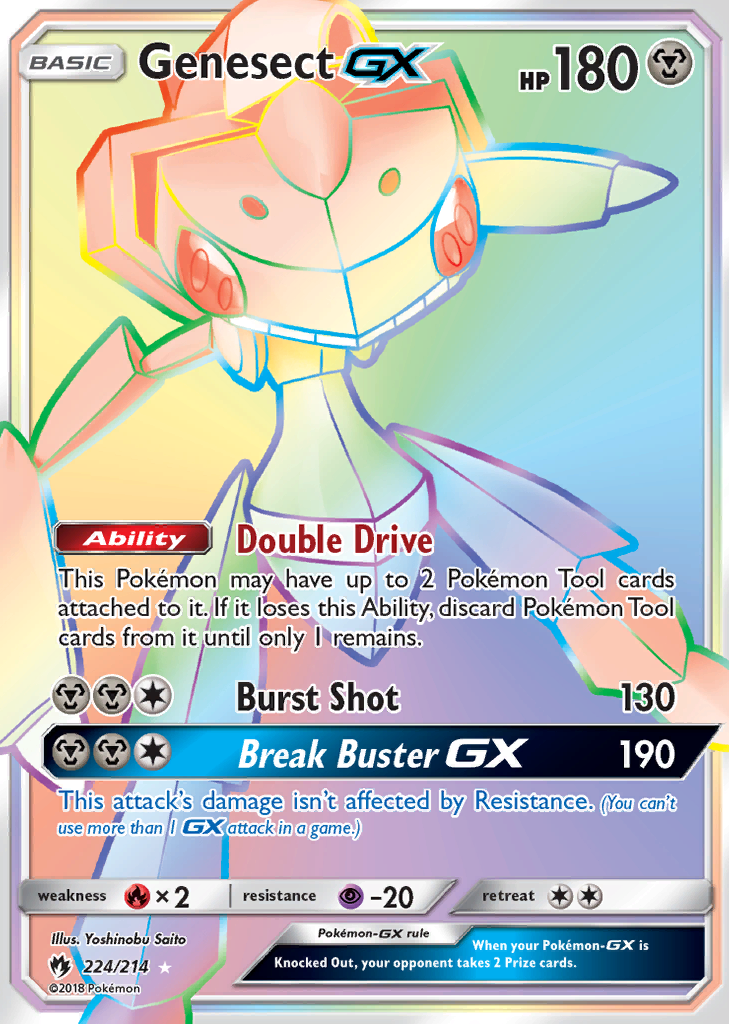 BASIC Genesect GX HP 180
Ability Double Drive
This Pokémon may have up to 2 Pokémon Tool cards
attached to it. If it loses this Ability, discard Pokémon Tool
cards from it until only 1 remains.
Burst Shot 130
Break Buster GX 190
This attack's damage isn't affected by Resistance. (You can't
use more than 1 GX attack in a game.)
weakness ×2 resistance -20 retreat
Illus. Yoshinobu Saito
224/214
©2018 Pokémon
Pokémon-GX rule
When your Pokémon-GX is
Knocked Out, your opponent takes 2 Prize cards.